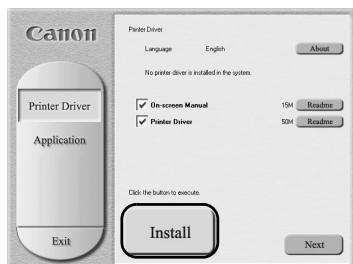 Canon
Printer Driver
Language English About
No printer driver is installed in the system.
Printer Driver
Application
On-screen Manual 15M Readme
Printer Driver 50M Readme
Click the button to execute.
Install
Exit
Next